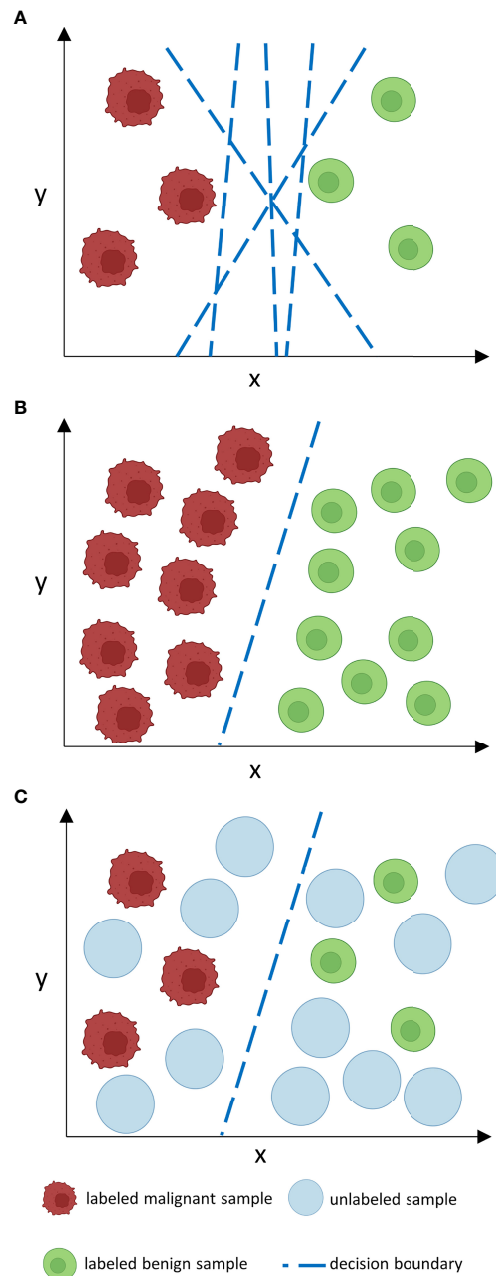 A
y
x
B
y
x
C
y
x
labeled malignant sample
unlabeled sample
labeled benign sample
decision boundary